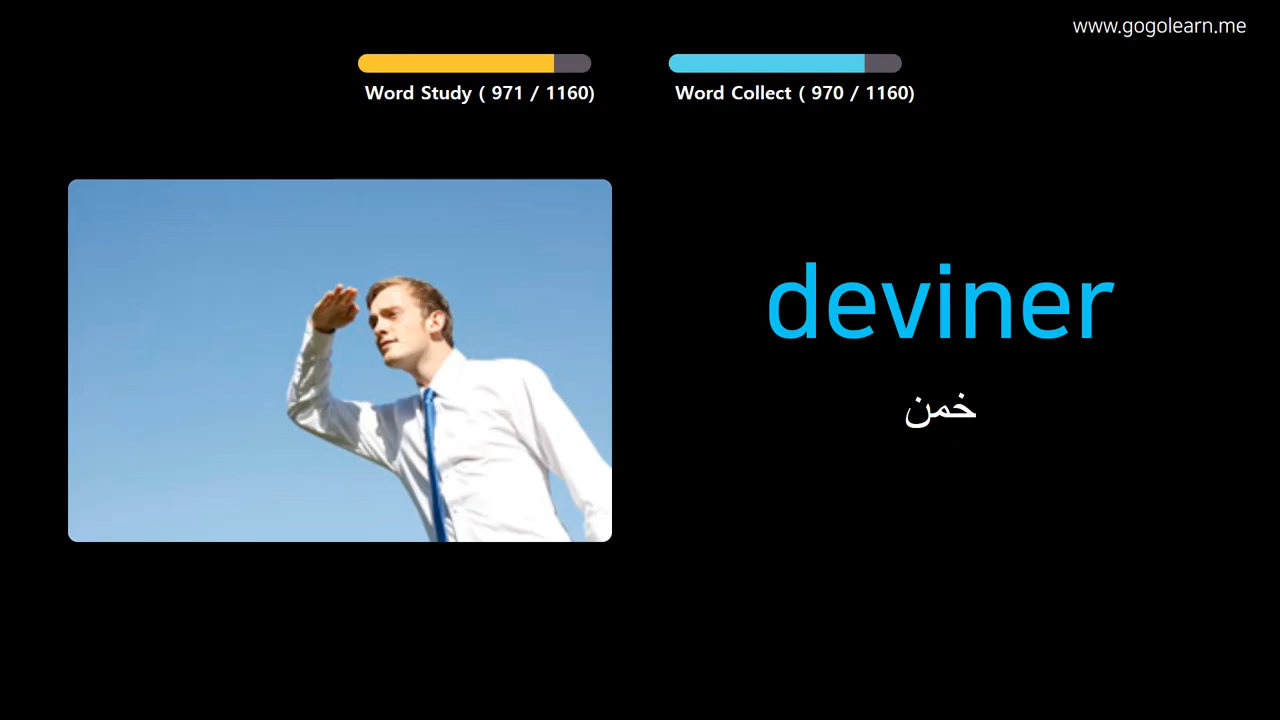 www.gogolearn.me
Word Study ( 971 / 1160)
Word Collect ( 970 / 1160)
deviner
خمن